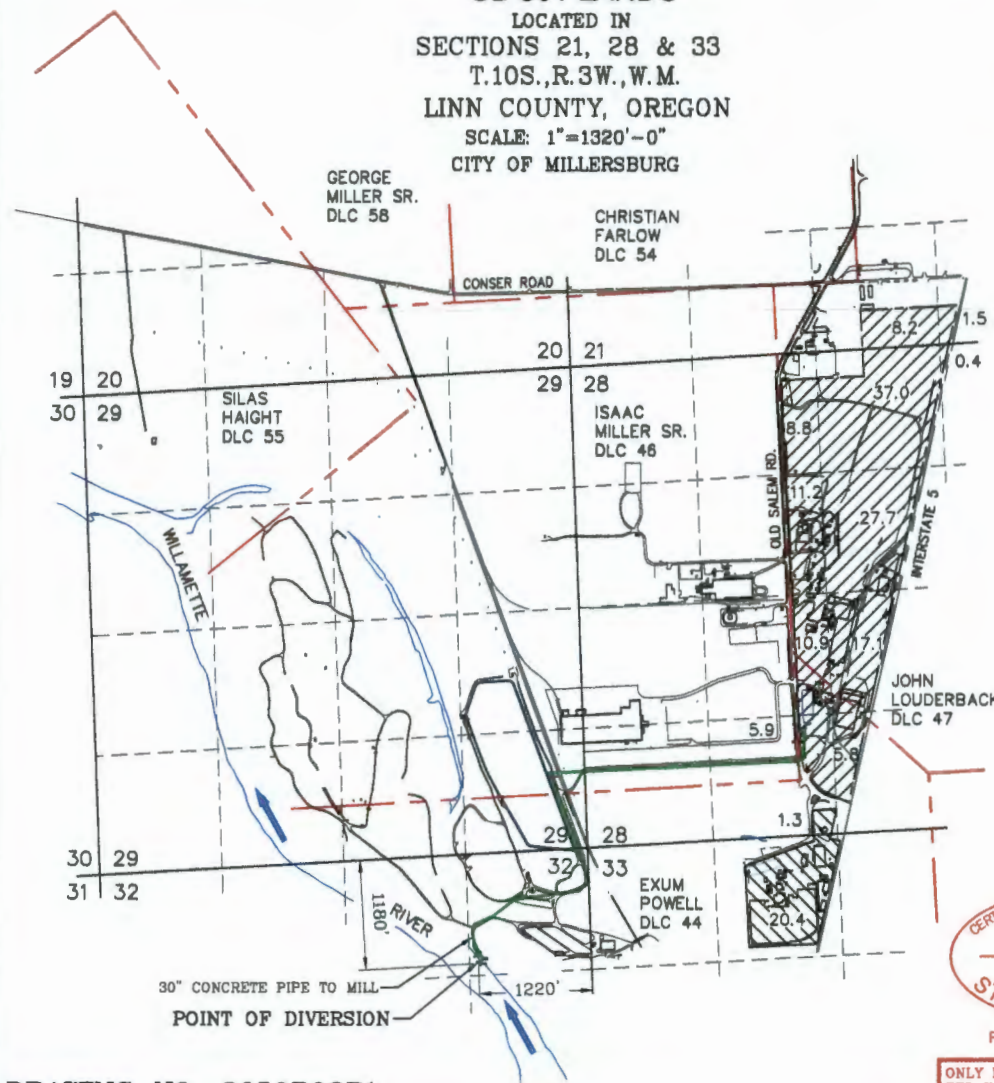 LOCATED IN
SECTIONS 21, 28 & 33
T.10S.,R.3W.,W.M.
LINN COUNTY, OREGON
SCALE: 1"=1320'-0"
CITY OF MILLERSBURG
GEORGE
MILLER SR.
DLC 58
CHRISTIAN
FARLOW
DLC 54
CONSER ROAD
1.5
8.2
0.4
20 21
29 28
19 20
30 29
37.0
SILAS
HAIGHT
DLC 55
ISAAC
MILLER SR.
DLC 46
8.8
OLD SALEM RD.
11.2
27.7
INTERSTATE 5
WILLAMETTE
10.9
17.1
JOHN
LOUDERBACK
DLC 47
5.9
1.3
29 28
32 33
30 29
31 32
EXUM
POWELL
DLC 44
20.4
1180'
RIVER
30" CONCRETE PIPE TO MILL
1220'
POINT OF DIVERSION